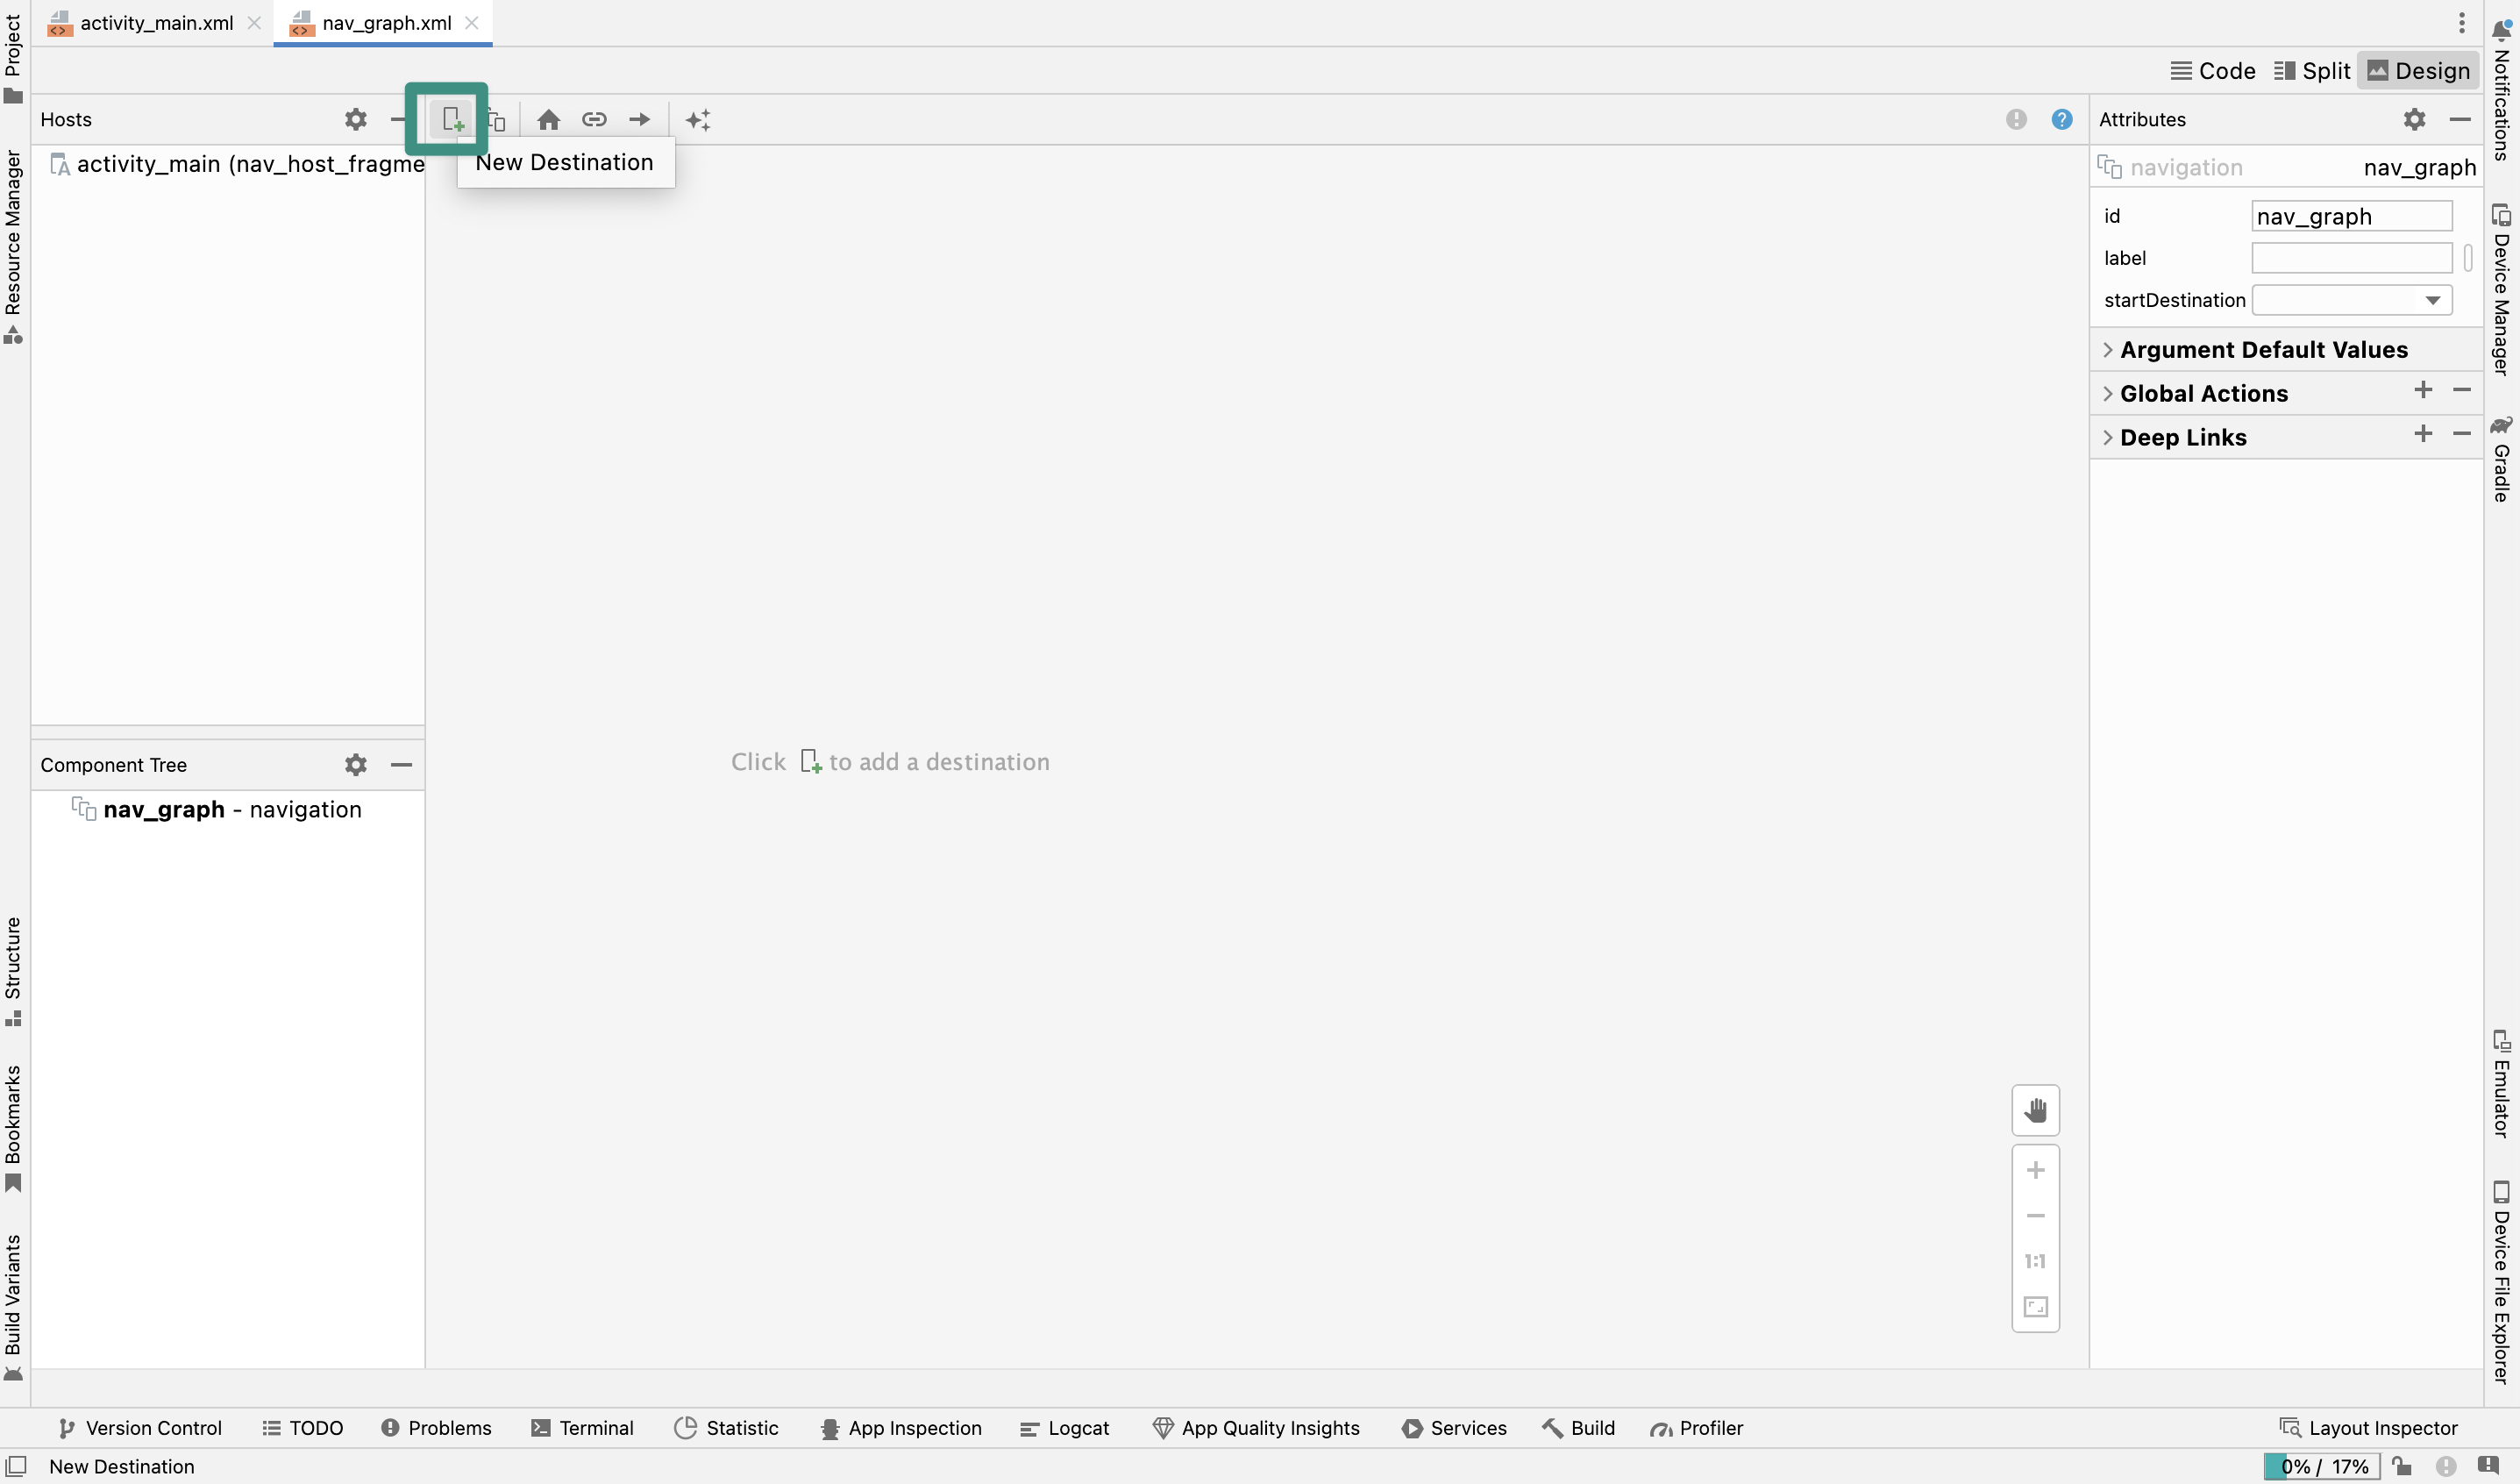 activity_main.xml
nav_graph.xml
Code
Split
Design
Hosts
New Destination
Attributes
activity_main (nav_host_fragme
navigation
nav_graph
id
nav_graph
label
startDestination
Argument Default Values
Global Actions
Deep Links
Click to add a destination
Component Tree
nav_graph - navigation
1:1
Project
Resource Manager
Structure
Bookmarks
Build Variants
Notifications
Device Manager
Gradle
Emulator
Device File Explorer
Version Control
TODO
Problems
Terminal
Statistic
App Inspection
Logcat
App Quality Insights
Services
Build
Profiler
Layout Inspector
New Destination
0% / 17%